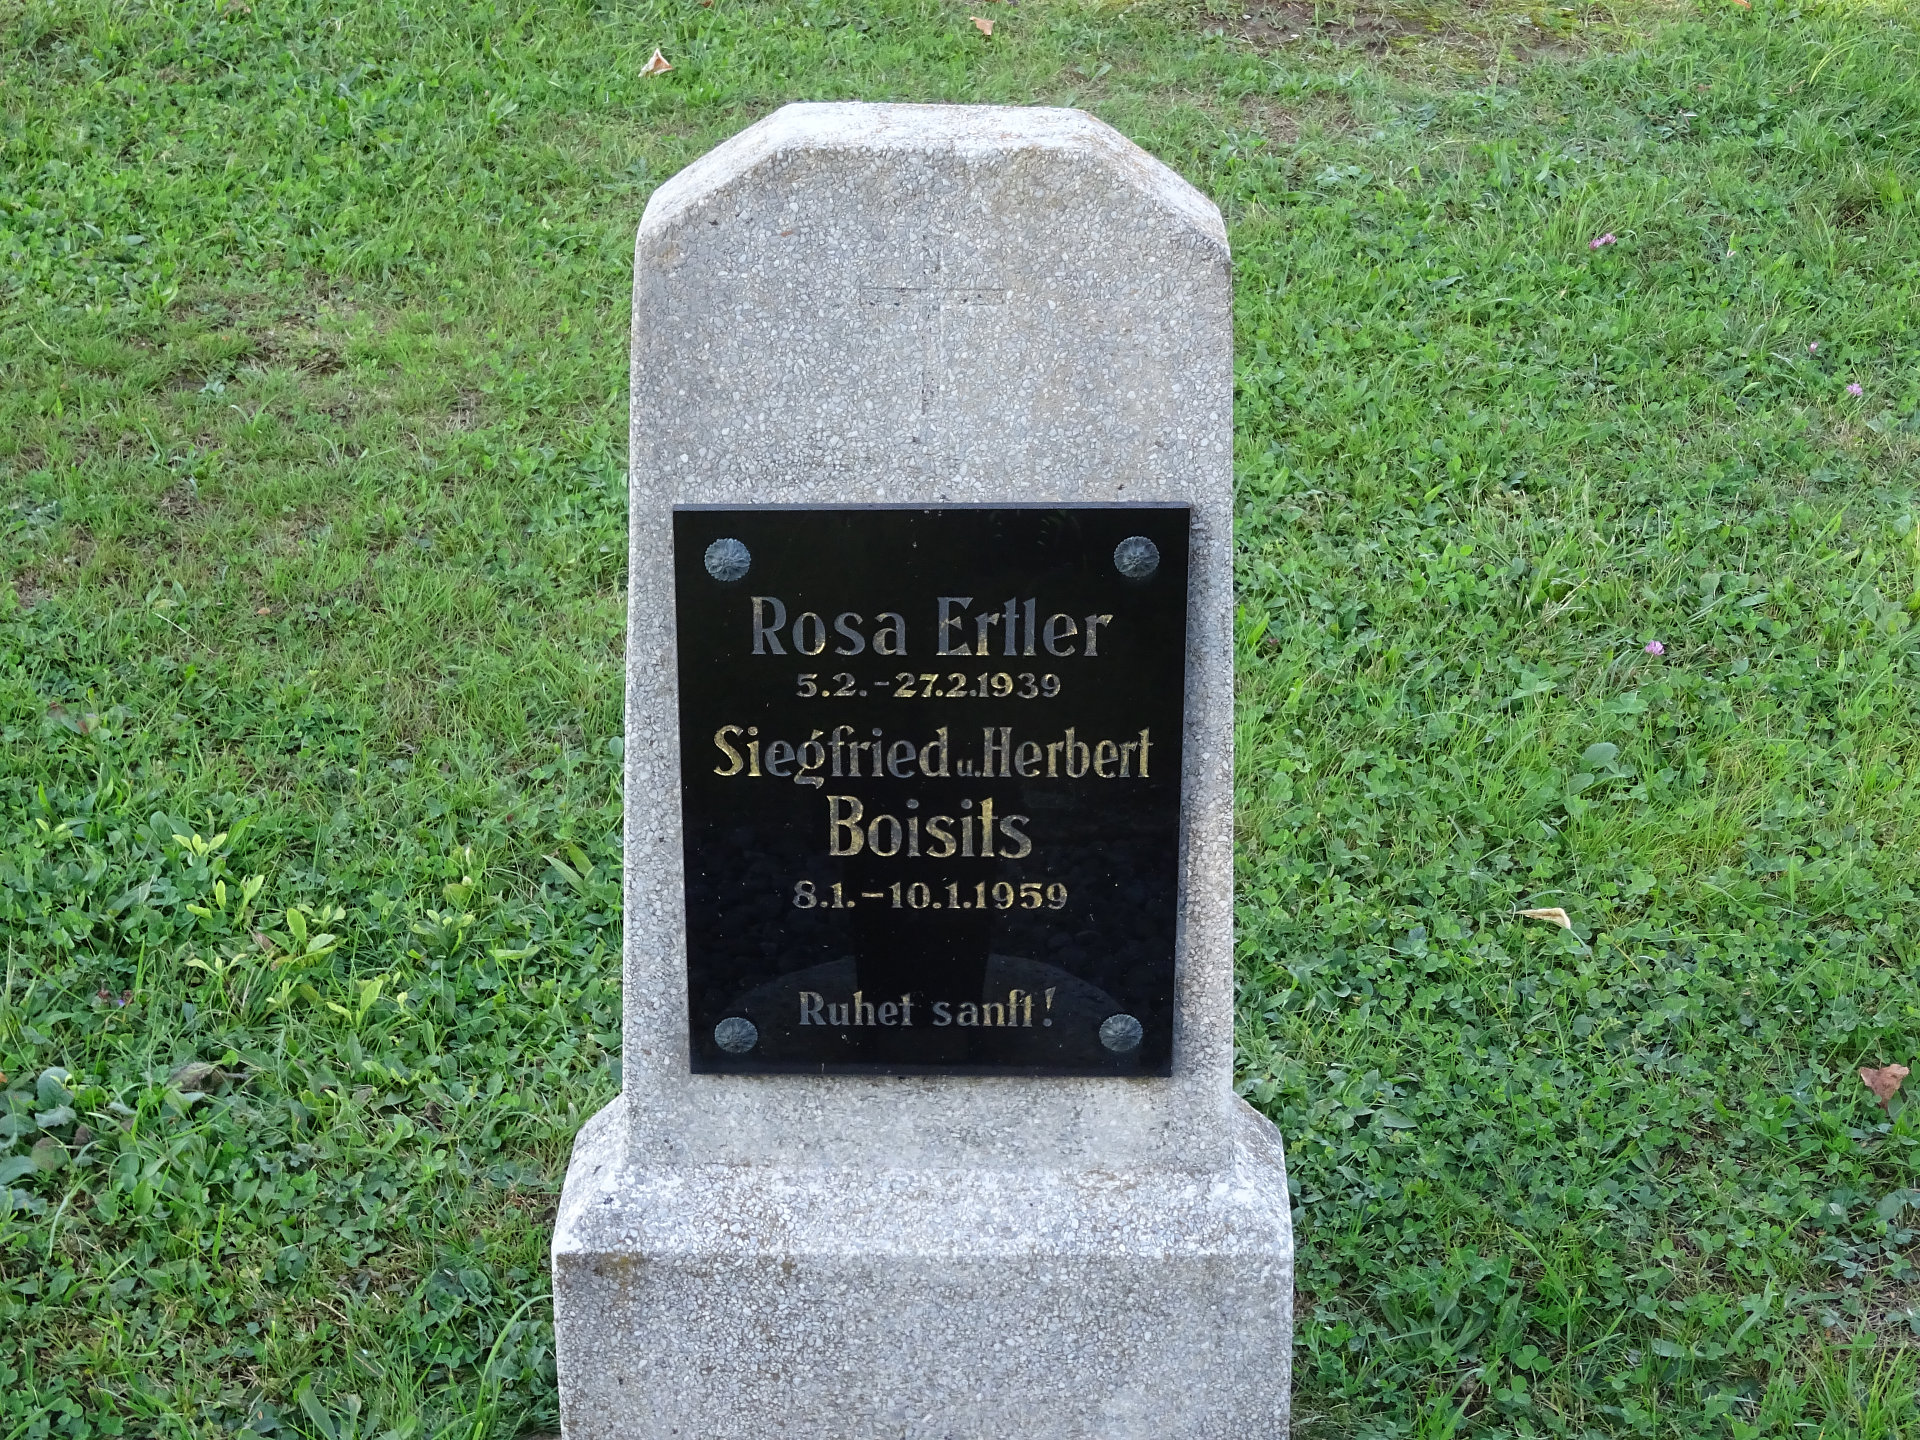 Rosa Ertler
5.2.-27.2.1939
Siegfried u. Herbert
Boisits
8.1.-10.1.1959
Ruhet sanft!